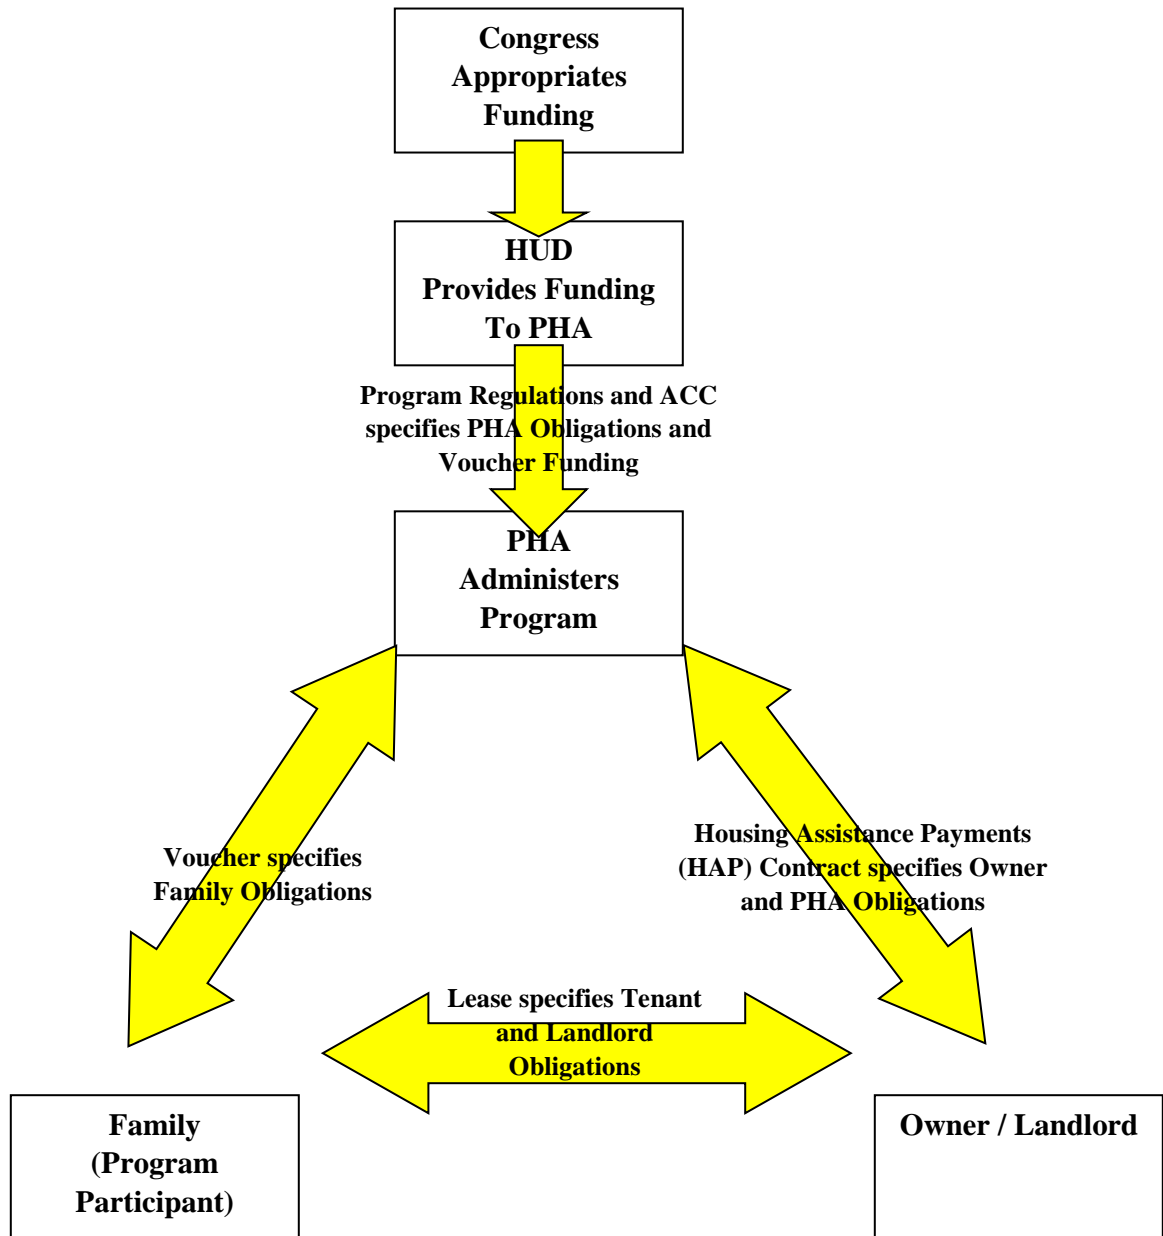 Congress
Appropriates
Funding
HUD
Provides Funding
To PHA
Program Regulations and ACC
specifies PHA Obligations and
Voucher Funding
PHA
Administers
Program
Voucher specifies
Family Obligations
Housing Assistance Payments
(HAP) Contract specifies Owner
and PHA Obligations
Lease specifies Tenant
and Landlord
Obligations
Family
(Program
Participant)
Owner / Landlord